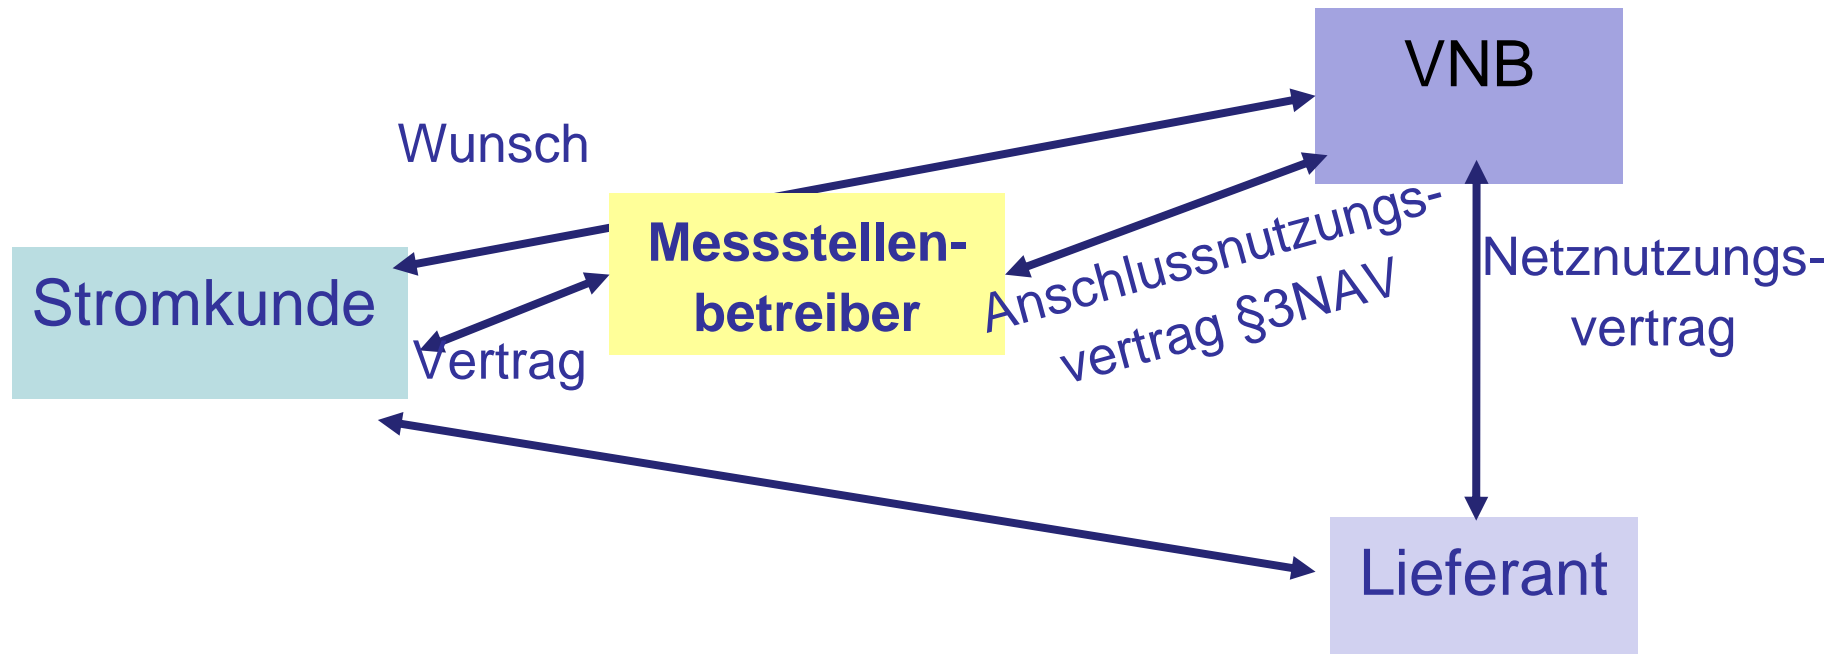 VNB
Wunsch
Messstellen-
betreiber
Stromkunde
Vertrag
Anschlussnutzungs-
vertrag §3NAV
Netznutzungs-
vertrag
Lieferant